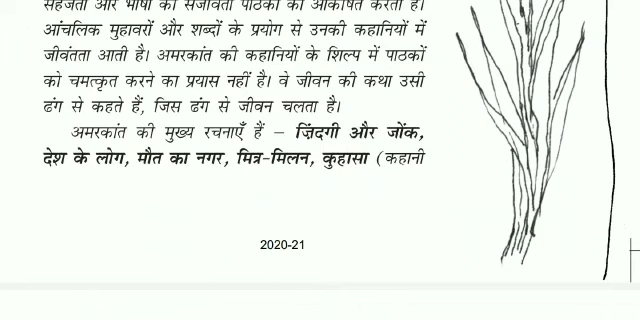 सहजता और भाषा की सजीवता पाठकों को आकर्षित करती है।
आंचलिक मुहावरों और शब्दों के प्रयोग से उनकी कहानियों में
जीवंतता आती है। अमरकांत की कहानियों के शिल्प में पाठकों
को चमत्कृत करने का प्रयास नहीं है। वे जीवन की कथा उसी
ढंग से कहते हैं, जिस ढंग से जीवन चलता है।
अमरकांत की मुख्य रचनाएँ हैं – ज़िंदगी और जोंक,
देश के लोग, मौत का नगर, मित्र-मिलन, कुहासा (कहानी
2020-21